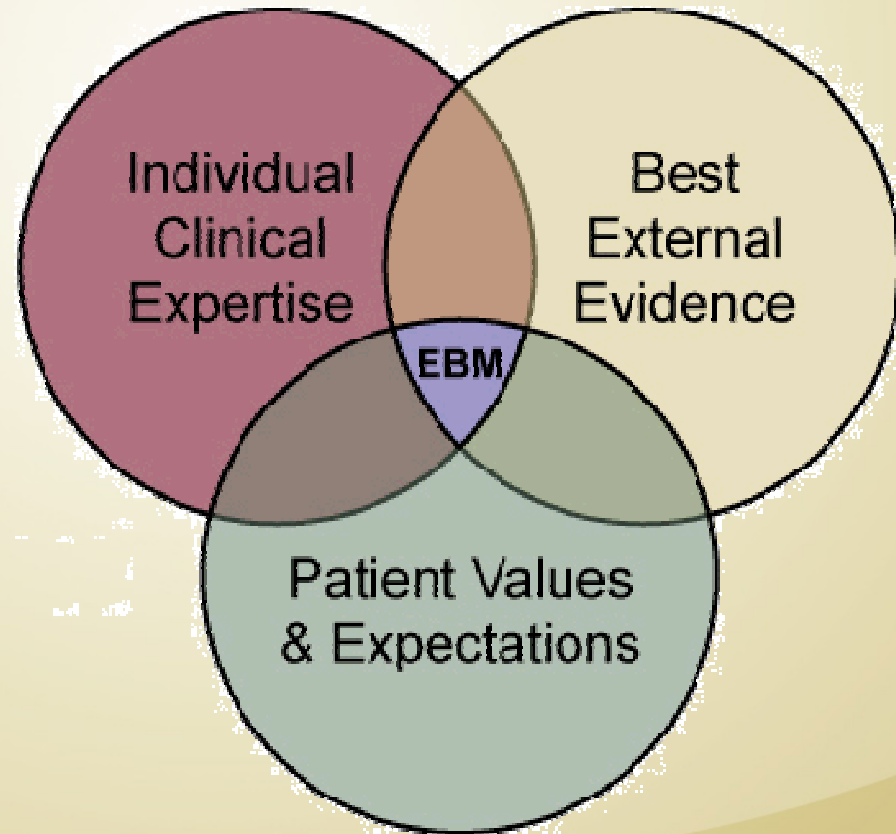 Individual
Clinical
Expertise
Best
External
Evidence
EBM
Patient Values
& Expectations